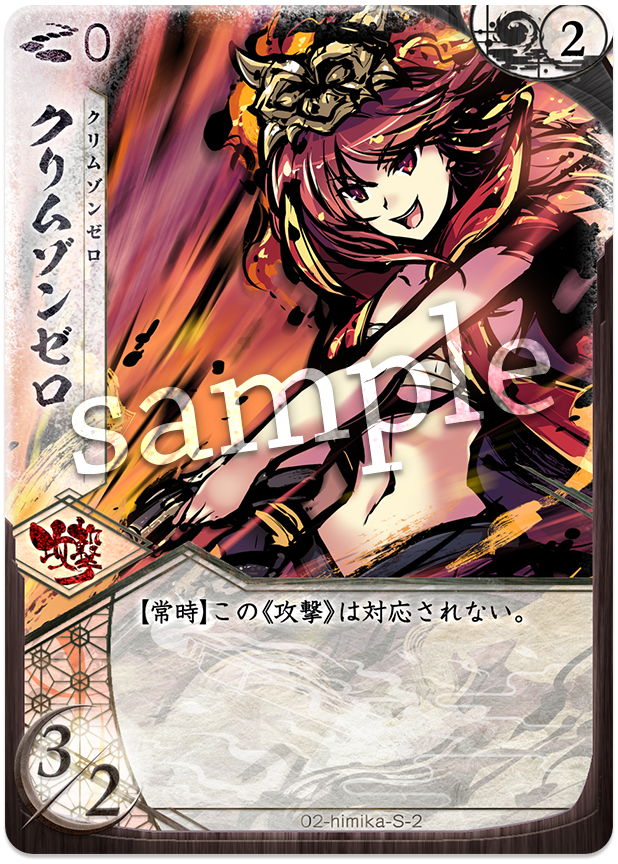 0
2
クリムゾンゼロ
クリムゾンゼロ
sample
攻撃
【常時】この《攻撃》は対応されない。
3/2
02-himika-S-2